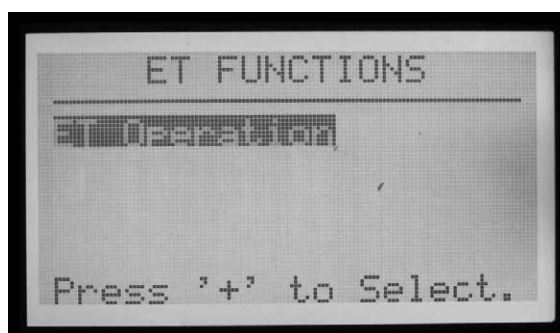 ET FUNCTIONS
ET Operation
Press '+' to Select.